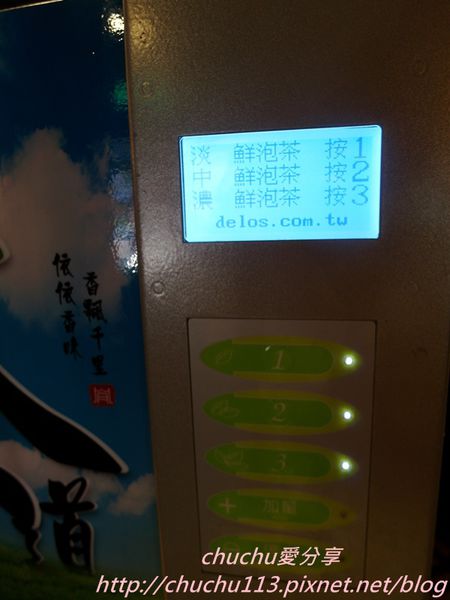 淡 鮮泡茶 按1
中 鮮泡茶 按2
濃 鮮泡茶 按3
delos.com.tw
香飄千里
依依香味
道
1
2
3
+ 加量
chuchu愛分享
http://chuchu113.pixnet.net/blog